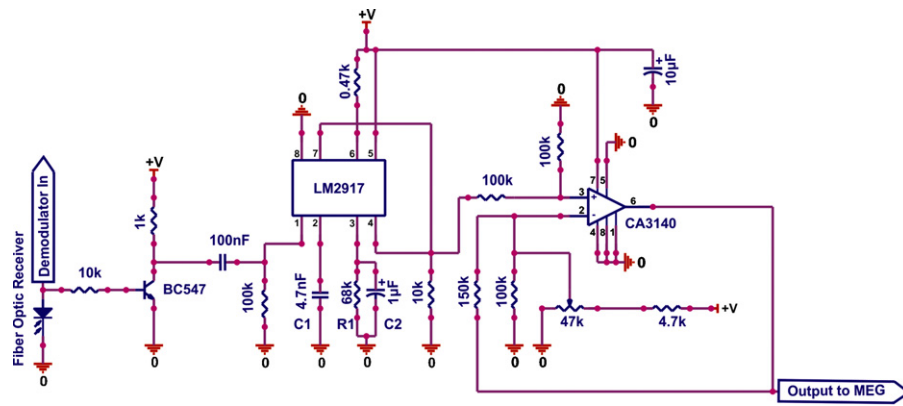 +V
0.47k
10µF
0
0
8
7
6
5
LM2917
1
2
3
4
100k
0
0
100k
7
5
3
+
2
-
6
4
8
1
CA3140
0
Fiber Optic Receiver
Demodulator In
+V
1k
10k
BC547
100nF
100k
4.7nF
C1
68k
R1
1µF
C2
10k
150k
100k
47k
4.7k
+V
0
0
0
0
0
0
0
Output to MEG